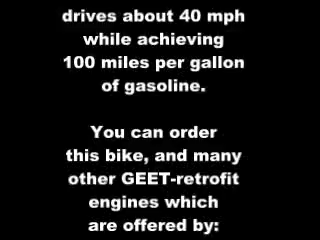 drives about 40 mph
while achieving
100 miles per gallon
of gasoline.
You can order
this bike, and many
other GEET-retrofit
engines which
are offered by: